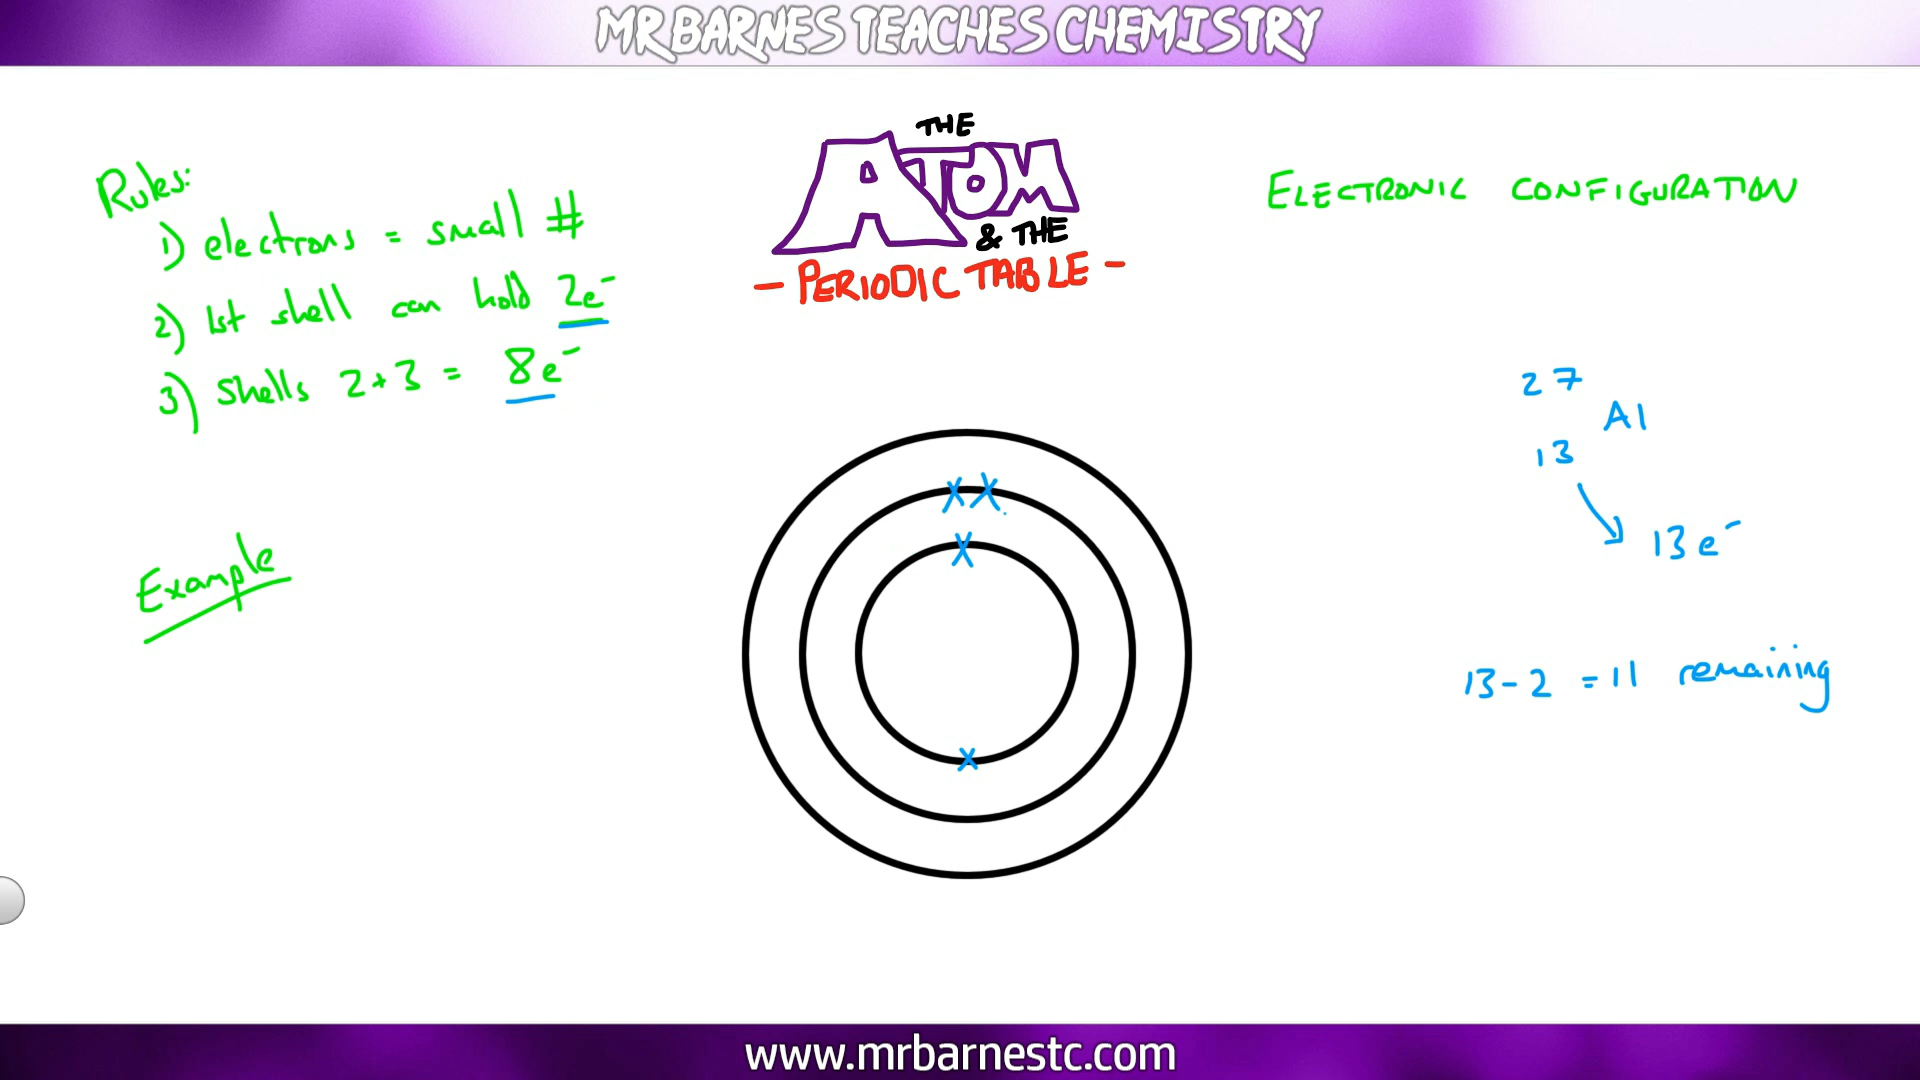 MR BARNES TEACHES CHEMISTRY
THE
ATOM
& THE
- PERIODIC TABLE -
ELECTRONIC CONFIGURATION
Rules:
1) electrons = small #
2) 1st shell can hold 2e⁻
3) Shells 2+3 = 8e⁻
Example
27
Al
13
13e⁻
13-2 = 11 remaining
www.mrbarnestc.com